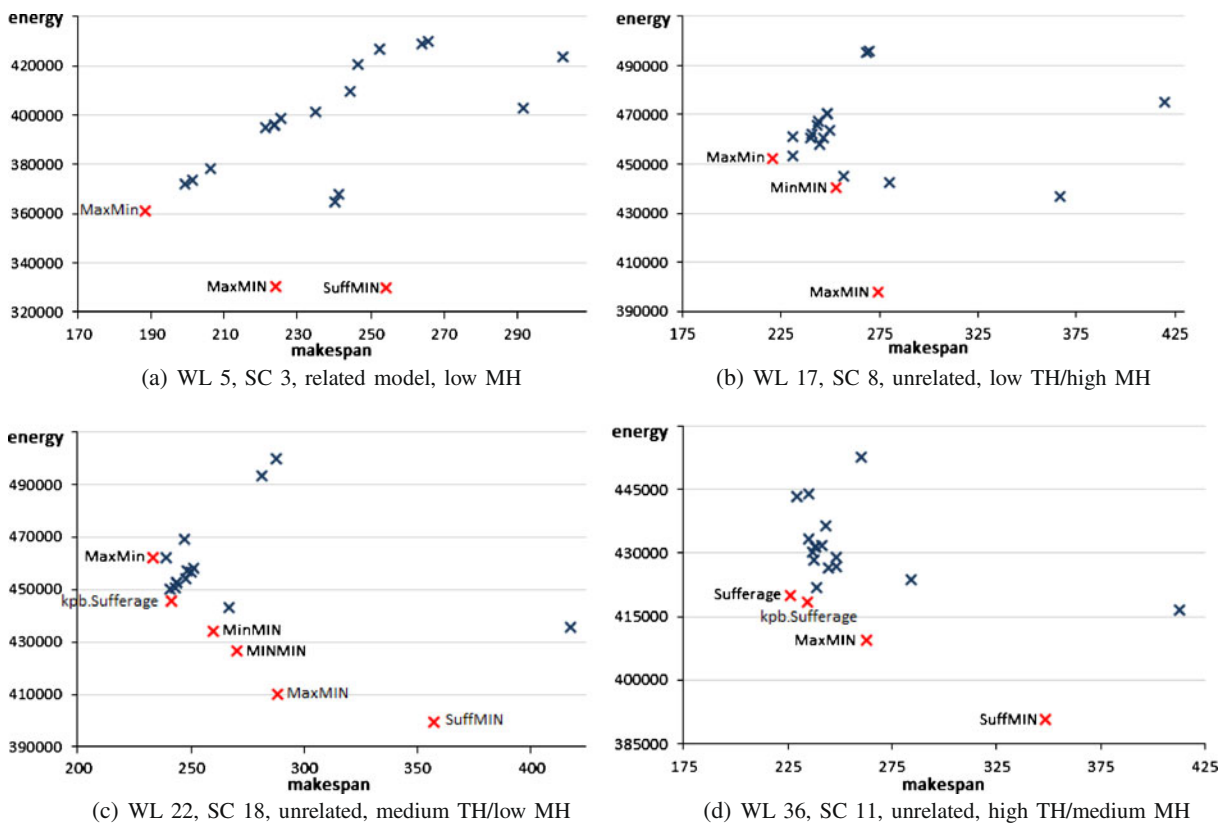 energy
420000
400000
380000
360000
340000
320000
MaxMin
MaxMIN
SuffMIN
170 190 210 230 250 270 290
makespan
(a) WL 5, SC 3, related model, low MH
energy
490000
470000
450000
430000
410000
390000
MaxMin
MinMIN
MaxMIN
175 225 275 325 375 425
makespan
(b) WL 17, SC 8, unrelated, low TH/high MH
energy
490000
470000
450000
430000
410000
390000
MaxMin
kpb.Sufferage
MinMIN
MINMIN
MaxMIN
SuffMIN
200 250 300 350 400
makespan
(c) WL 22, SC 18, unrelated, medium TH/low MH
energy
445000
430000
415000
400000
385000
Sufferage
kpb.Sufferage
MaxMIN
SuffMIN
175 225 275 325 375 425
makespan
(d) WL 36, SC 11, unrelated, high TH/medium MH